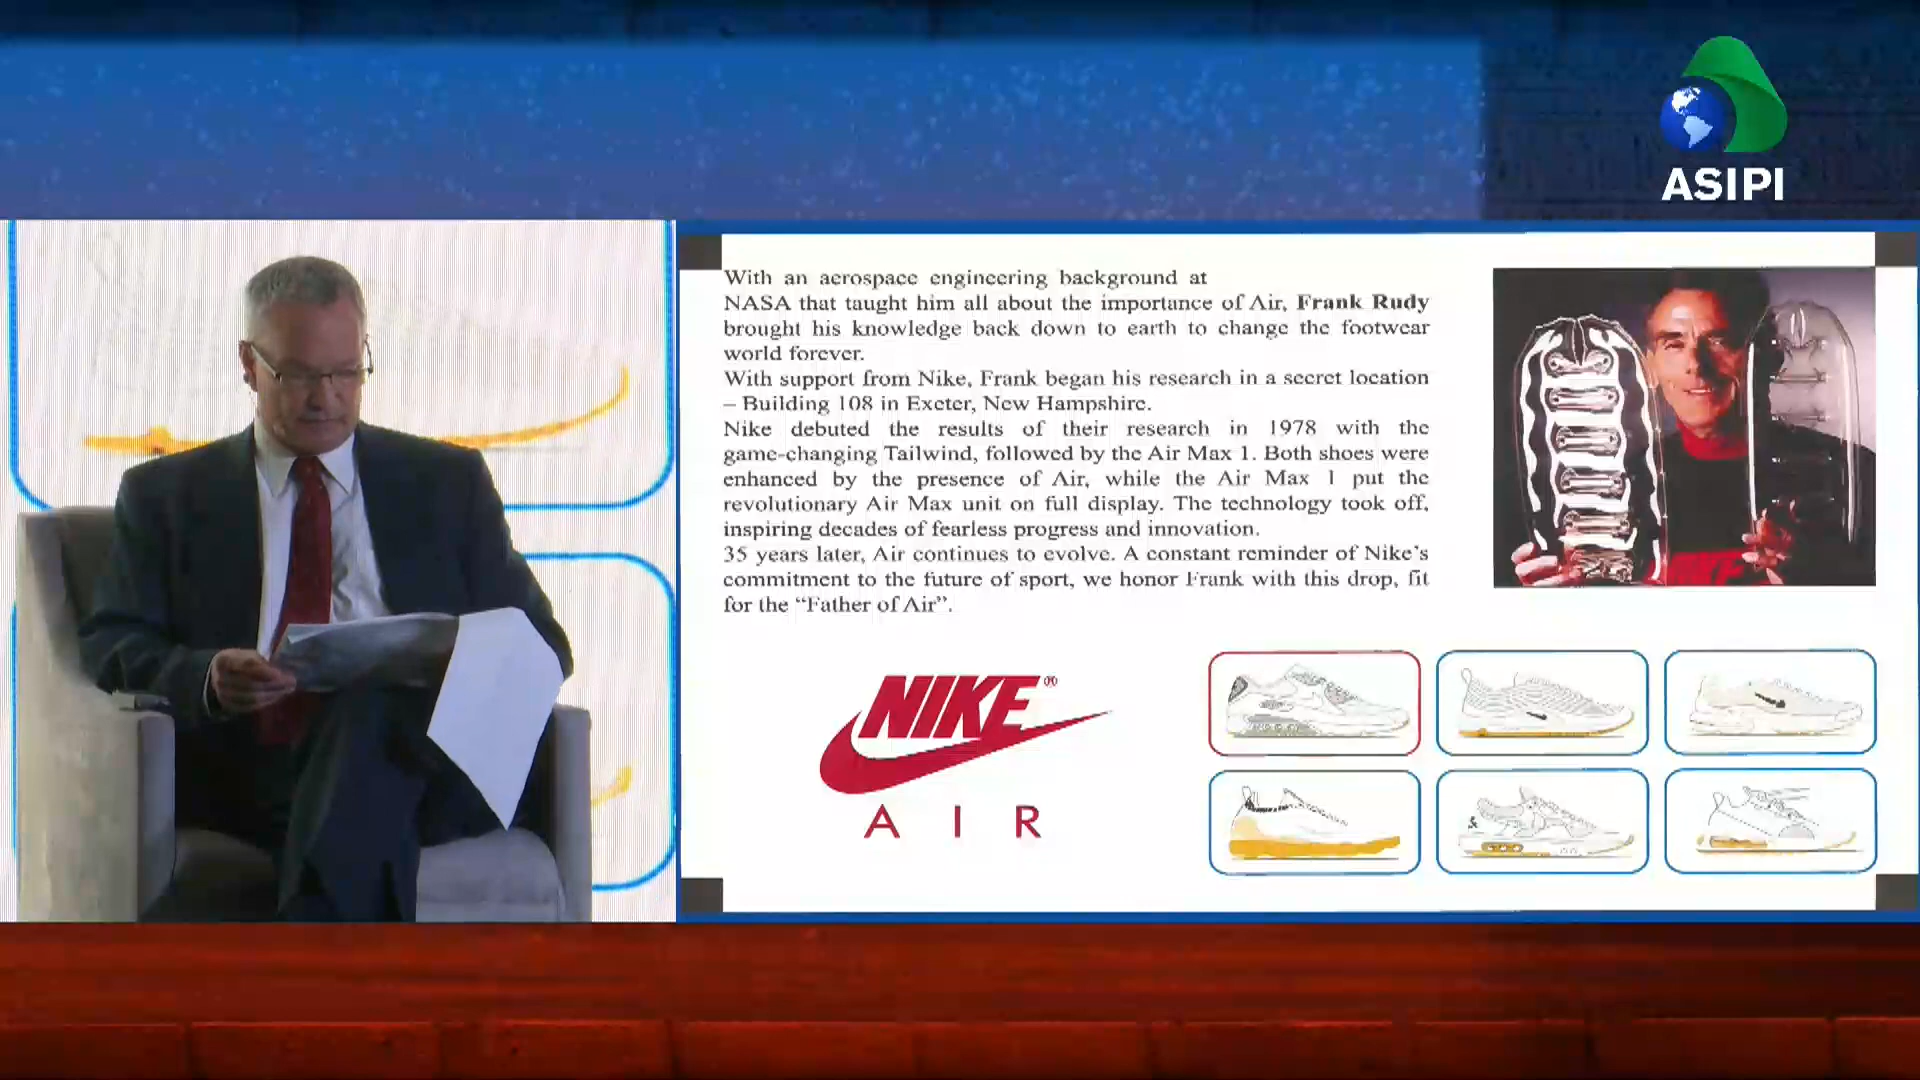 ASIPI
With an aerospace engineering background at
NASA that taught him all about the importance of Air, Frank Rudy
brought his knowledge back down to earth to change the footwear
world forever.
With support from Nike, Frank began his research in a secret location
– Building 108 in Exeter, New Hampshire.
Nike debuted the results of their research in 1978 with the
game-changing Tailwind, followed by the Air Max 1. Both shoes were
enhanced by the presence of Air, while the Air Max 1 put the
revolutionary Air Max unit on full display. The technology took off,
inspiring decades of fearless progress and innovation.
35 years later, Air continues to evolve. A constant reminder of Nike's
commitment to the future of sport, we honor Frank with this drop, fit
for the “Father of Air”.
NIKE®
AIR